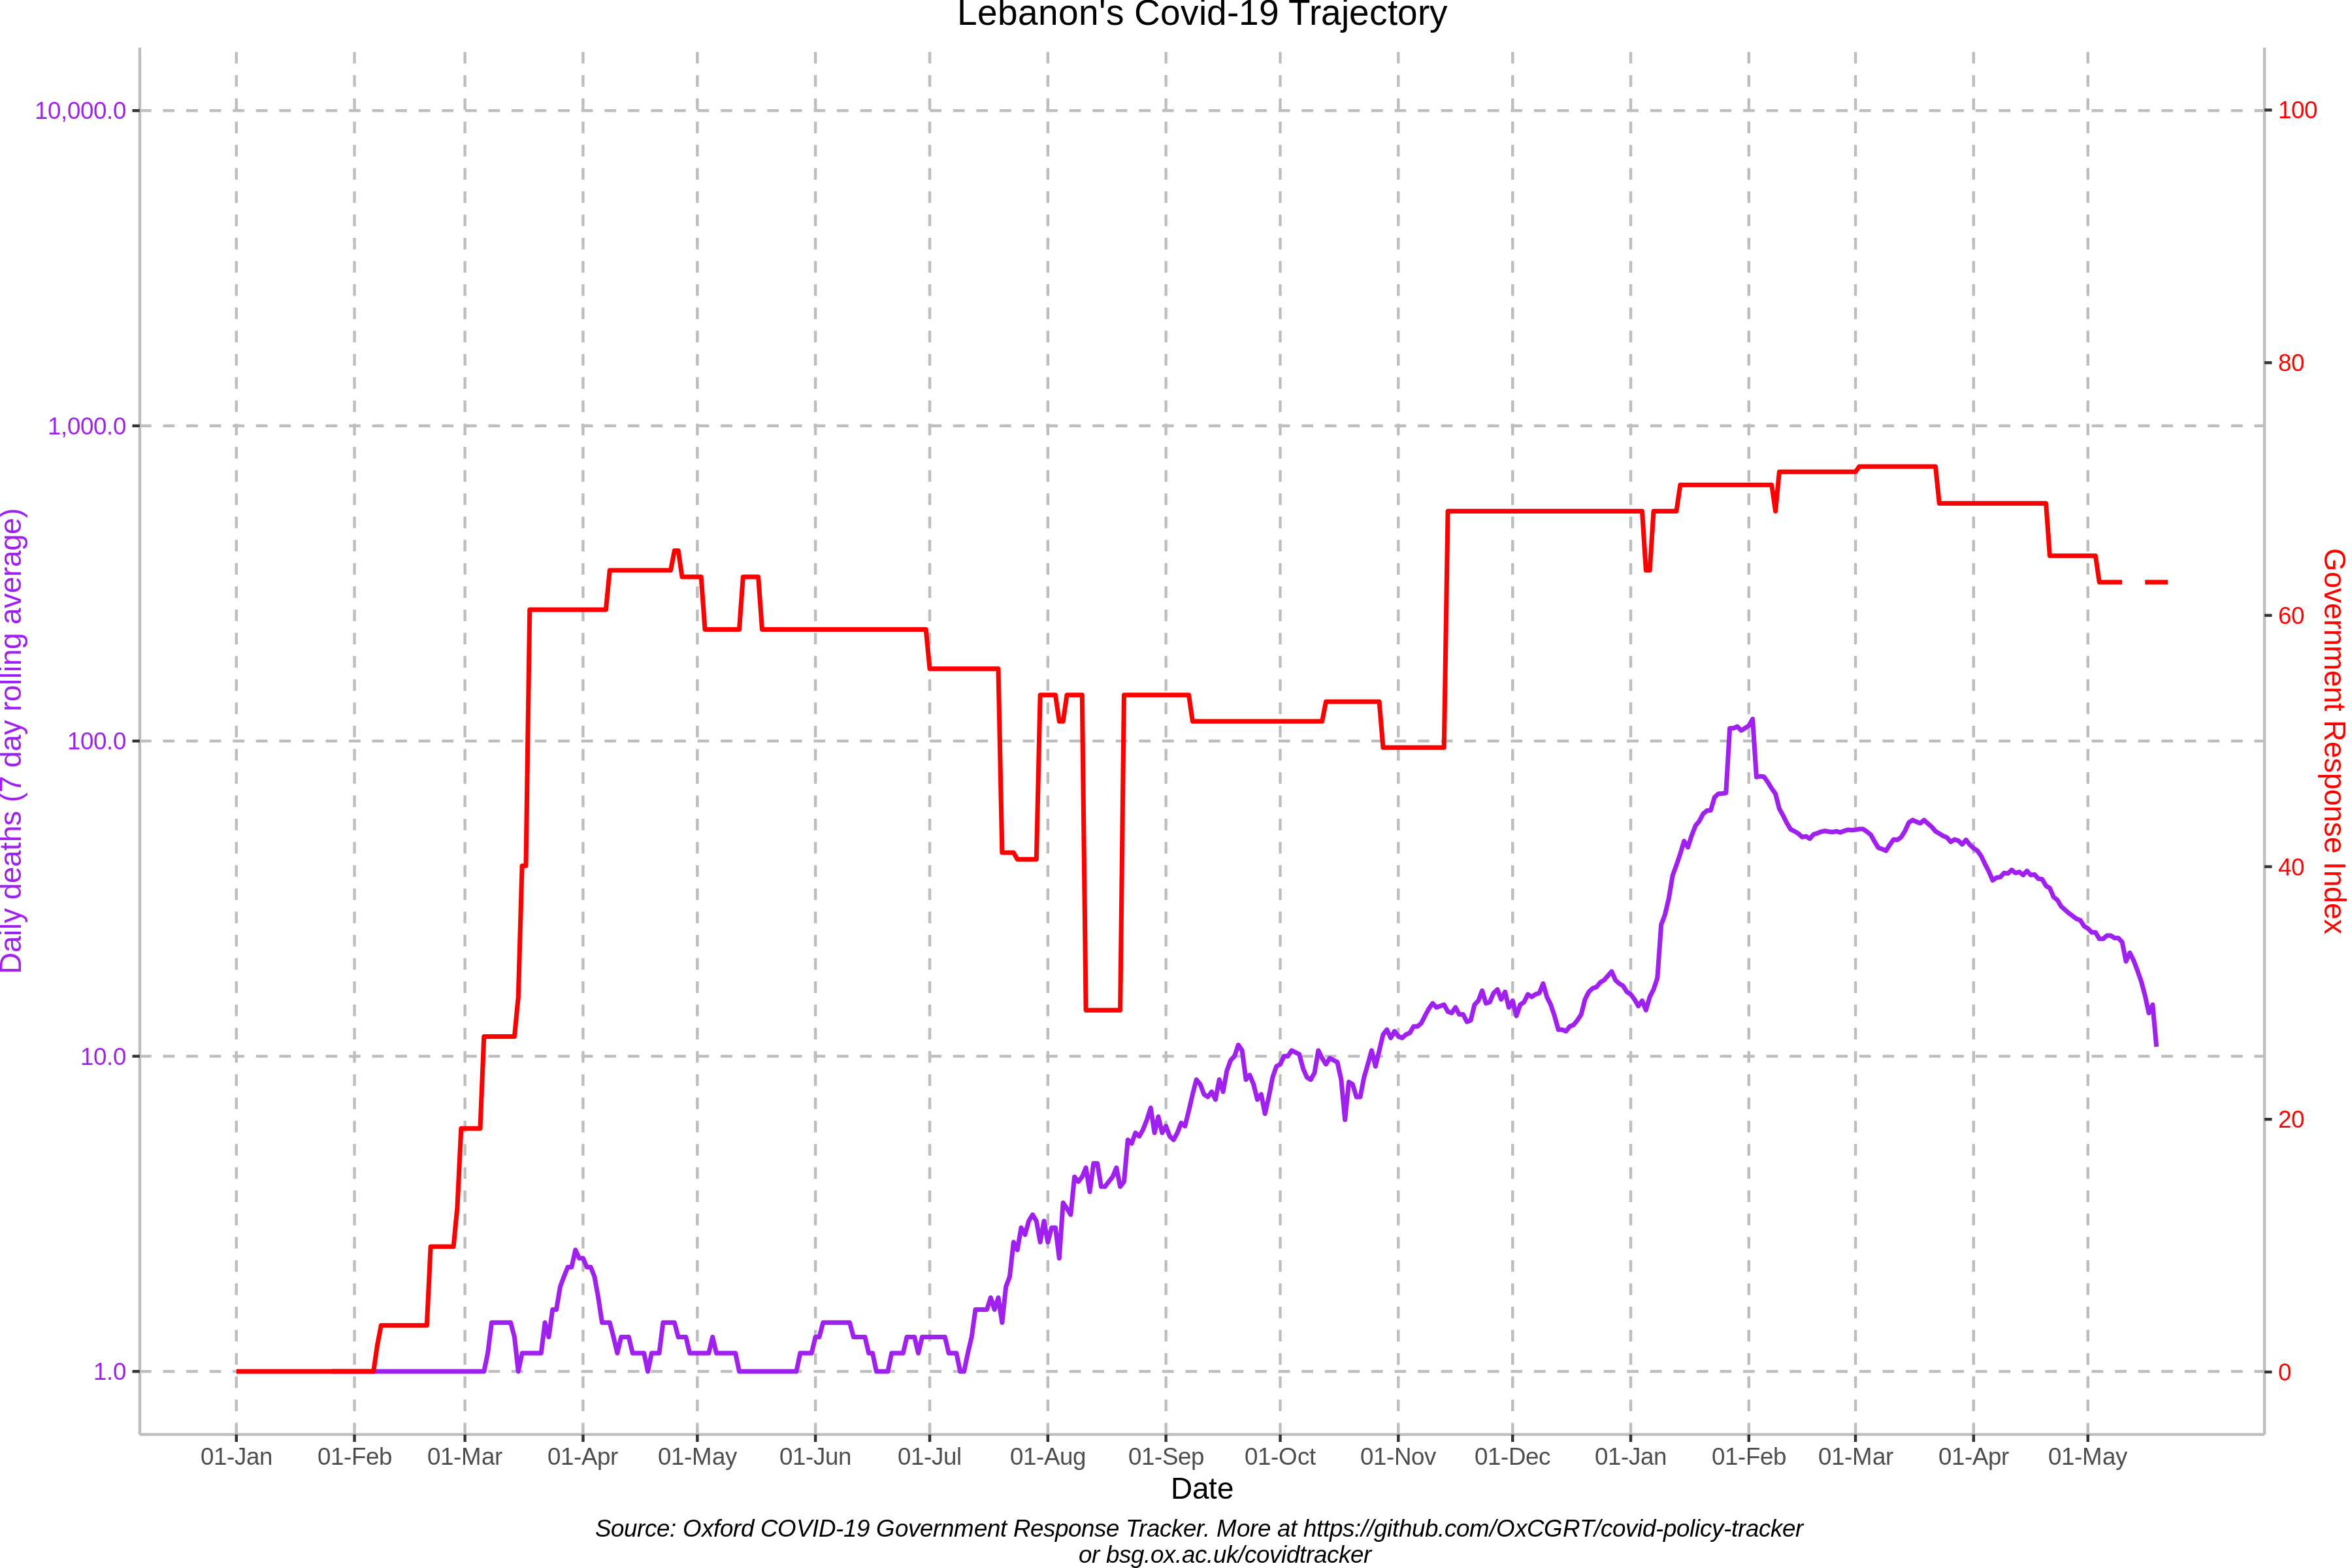 Lebanon's Covid-19 Trajectory
10,000.0
1,000.0
100.0
10.0
1.0
Daily deaths (7 day rolling average)
100
80
60
40
20
0
Government Response Index
01-Jan 01-Feb 01-Mar 01-Apr 01-May 01-Jun 01-Jul 01-Aug 01-Sep 01-Oct 01-Nov 01-Dec 01-Jan 01-Feb 01-Mar 01-Apr 01-May
Date
Source: Oxford COVID-19 Government Response Tracker. More at https://github.com/OxCGRT/covid-policy-tracker
or bsg.ox.ac.uk/covidtracker